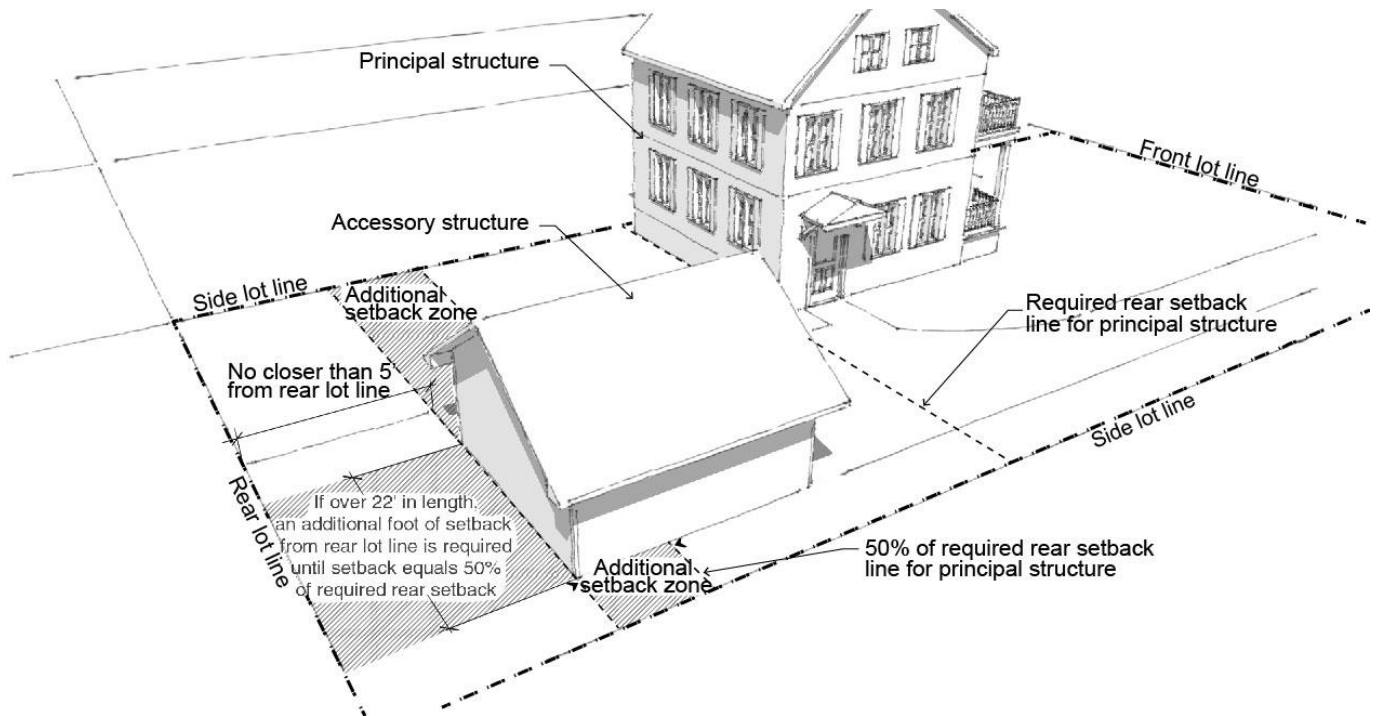 Principal structure
Front lot line
Accessory structure
Side lot line
Additional
setback zone
Required rear setback
line for principal structure
No closer than 5'
from rear lot line
Side lot line
Rear lot line
If over 22' in length,
an additional foot of setback
from rear lot line is required
until setback equals 50%
of required rear setback
Additional
setback zone
50% of required rear setback
line for principal structure